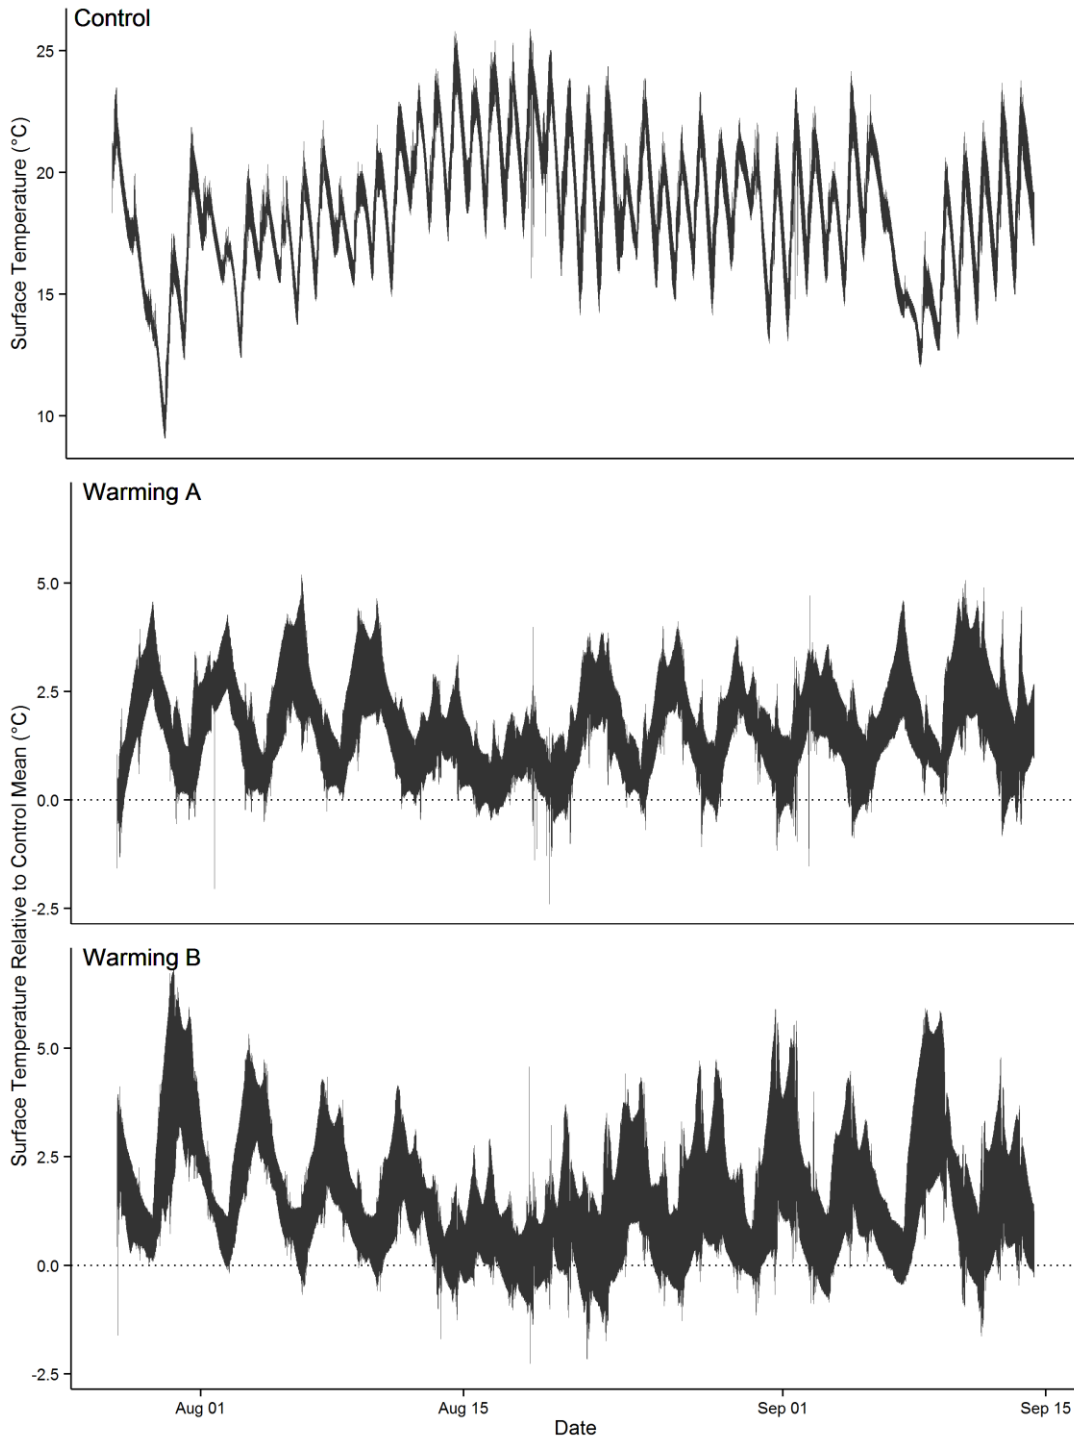 Control
25
20
15
10
Surface Temperature (°C)
Warming A
5.0
2.5
0.0
-2.5
Surface Temperature Relative to Control Mean (°C)
Warming B
5.0
2.5
0.0
-2.5
Aug 01
Aug 15
Sep 01
Sep 15
Date